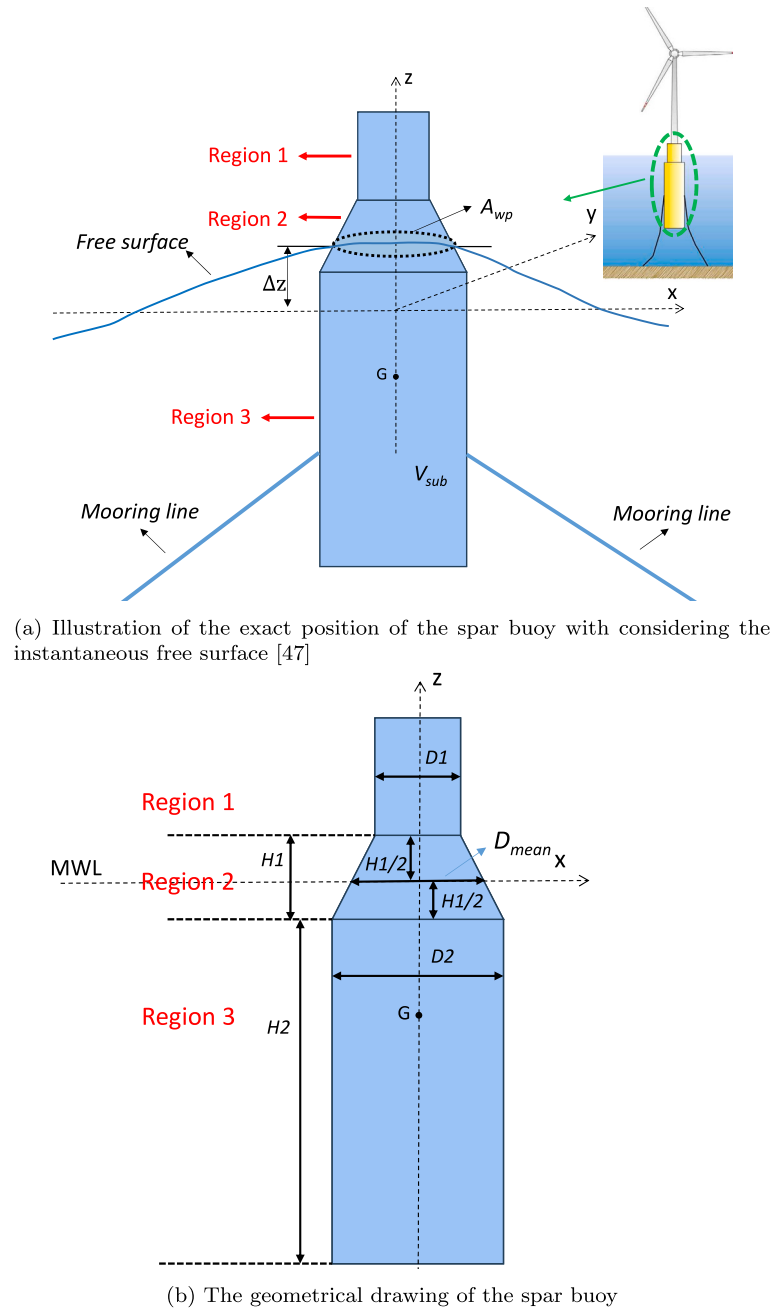 z
Region 1
Region 2
A_wp
y
Free surface
Δz
x
G
Region 3
V_sub
Mooring line
Mooring line
(a) Illustration of the exact position of the spar buoy with considering the
instantaneous free surface [47]
z
D1
Region 1
D_mean
H1
H1/2
x
MWL
Region 2
H1/2
D2
G
Region 3
H2
(b) The geometrical drawing of the spar buoy